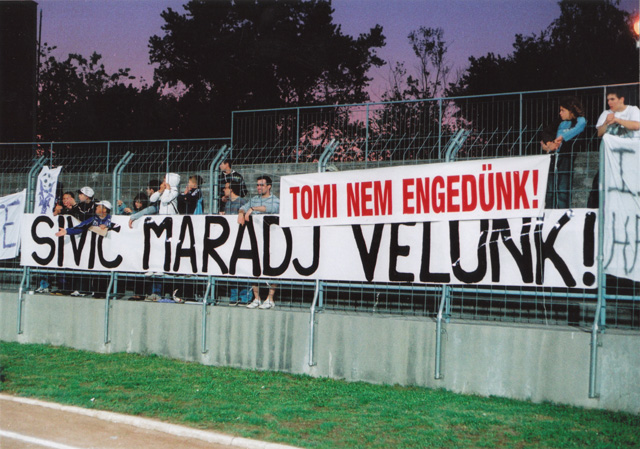 TOMI NEM ENGEDÜNK!
SIVIC MARADJ VELÜNK!